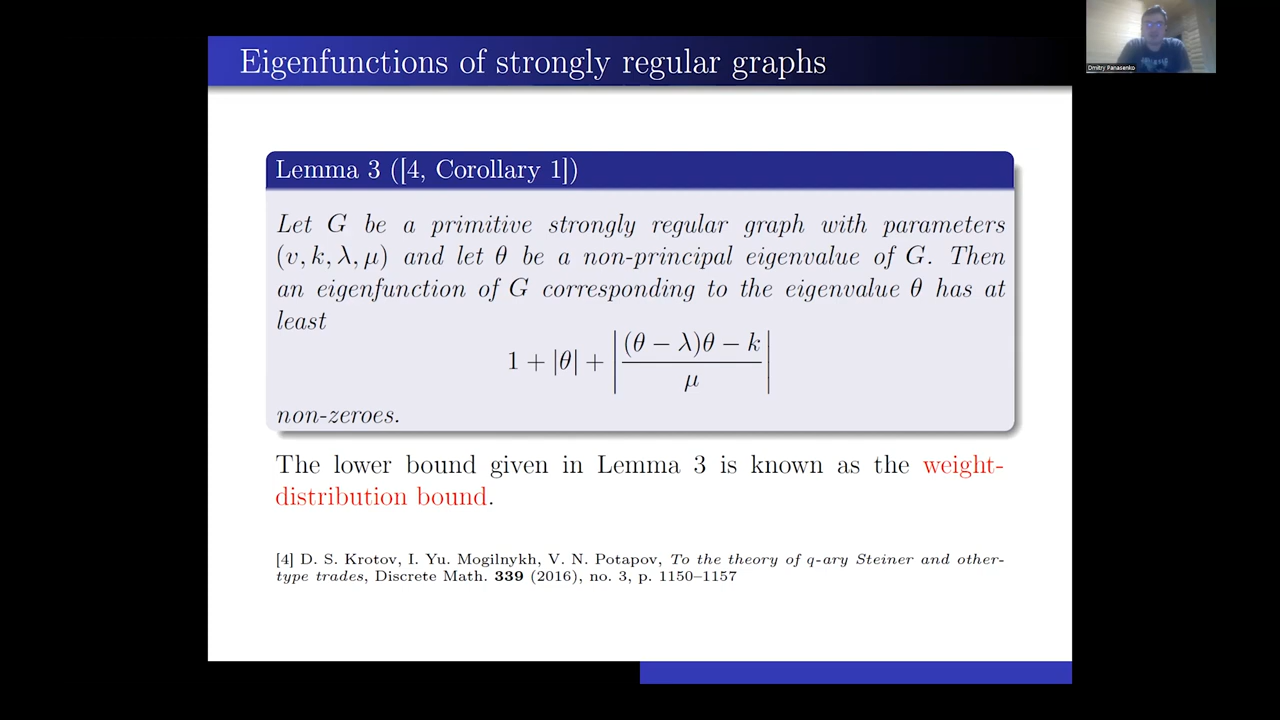 Eigenfunctions of strongly regular graphs
Dmitry Panasenko
Lemma 3 ([4, Corollary 1])
Let G be a primitive strongly regular graph with parameters
(v, k, λ, μ) and let θ be a non-principal eigenvalue of G. Then
an eigenfunction of G corresponding to the eigenvalue θ has at
least
1 + |θ| + |((θ − λ)θ − k)/μ|
non-zeroes.
The lower bound given in Lemma 3 is known as the weight-
distribution bound.
[4] D. S. Krotov, I. Yu. Mogilnykh, V. N. Potapov, To the theory of q-ary Steiner and other-
type trades, Discrete Math. 339 (2016), no. 3, p. 1150–1157